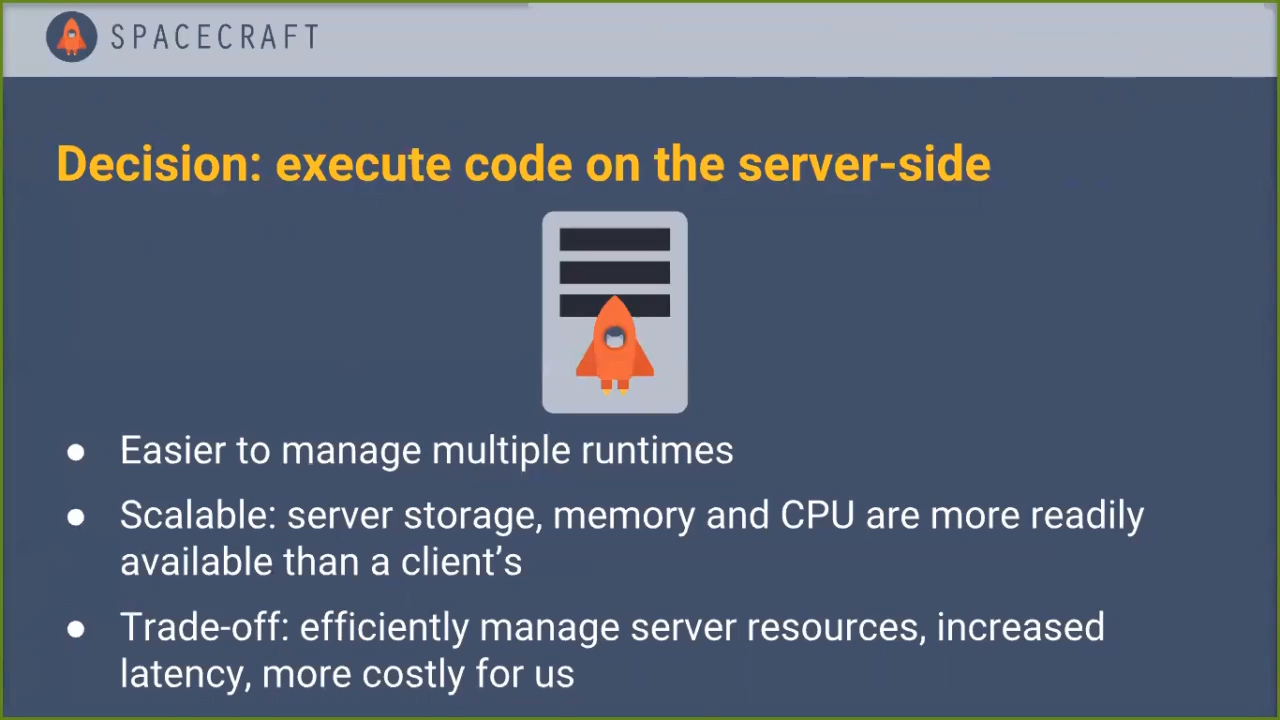 SPACECRAFT
Decision: execute code on the server-side
● Easier to manage multiple runtimes
● Scalable: server storage, memory and CPU are more readily
available than a client’s
● Trade-off: efficiently manage server resources, increased
latency, more costly for us